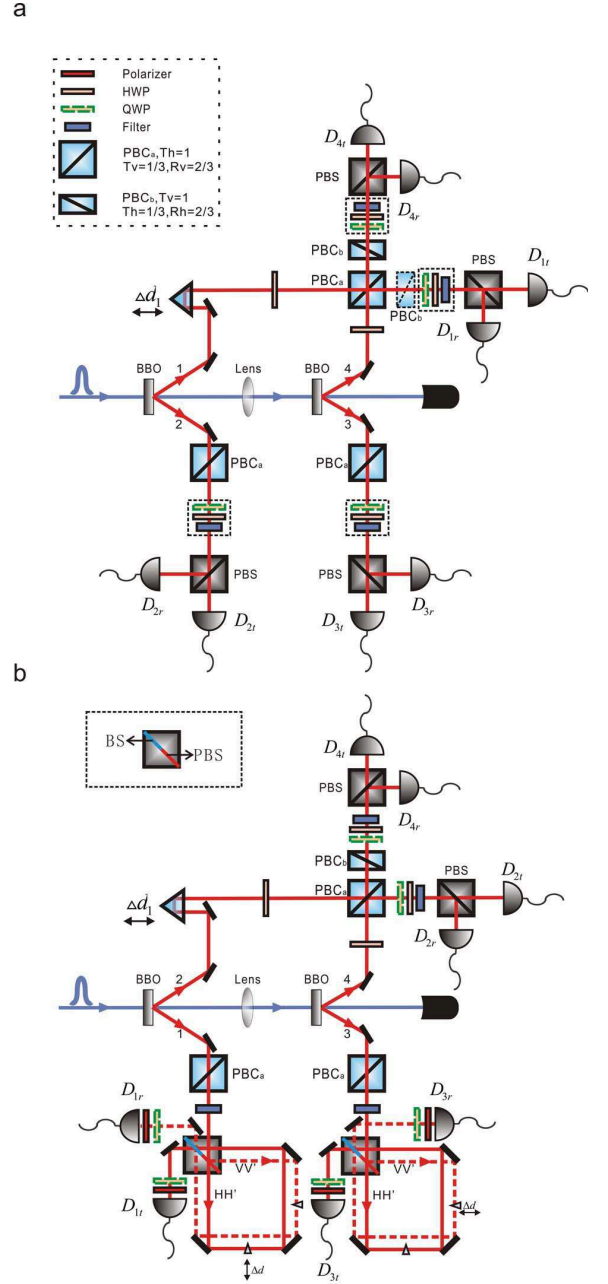 a
Polarizer
HWP
QWP
Filter
PBCa,Th=1
Tv=1/3,Rv=2/3
PBCb,Tv=1
Th=1/3,Rh=2/3
D4t
PBS
D4r
PBCb
PBCa
PBCb
PBS
D1t
D1r
Δd1
BBO
1
2
Lens
BBO
4
3
PBCa
PBCa
PBS
D2r
D2t
PBS
D3r
D3t
b
BS
PBS
D4t
PBS
D4r
PBCb
PBCa
PBS
D2t
D2r
Δd1
BBO
2
1
Lens
BBO
4
3
PBCa
PBCa
D1r
D3r
VV'
HH'
D1t
Δd
VV'
HH'
D3t
Δd